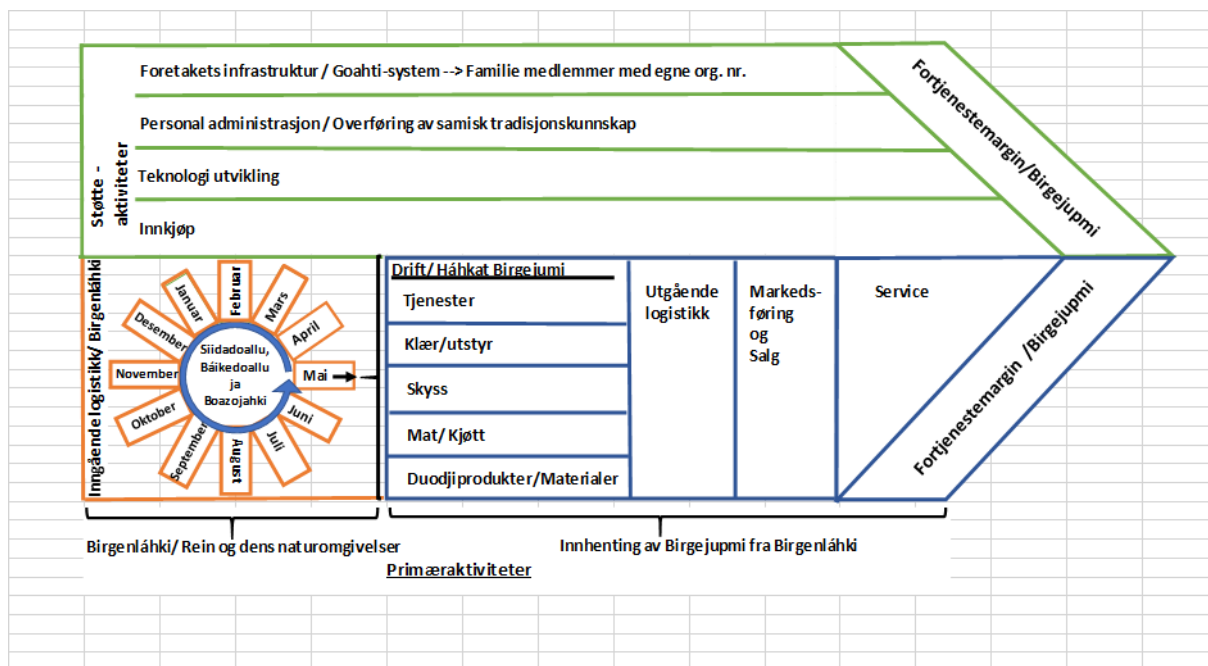 Foretakets infrastruktur / Goahti-system --> Familie medlemmer med egne org. nr.
Personal administrasjon / Overføring av samisk tradisjonskunnskap
Teknologi utvikling
Innkjøp
Støtte -
aktiviteter
Fortjenestemargin/Birgejupmi
Inngående logistikk/ Birgenláhki
Januar
Februar
Mars
April
Mai
Juni
Juli
August
September
Oktober
November
Desember
Siidadoallu,
Báikedoallu
ja
Boazojahki
Drift/ Háhkat Birgejumi
Tjenester
Klær/utstyr
Skyss
Mat/ Kjøtt
Duodjiprodukter/Materialer
Utgående
logistikk
Markeds-
føring
og
Salg
Service
Fortjenestemargin /Birgejupmi
Birgenláhki/ Rein og dens naturomgivelser
Innhenting av Birgejupmi fra Birgenláhki
Primæraktiviteter